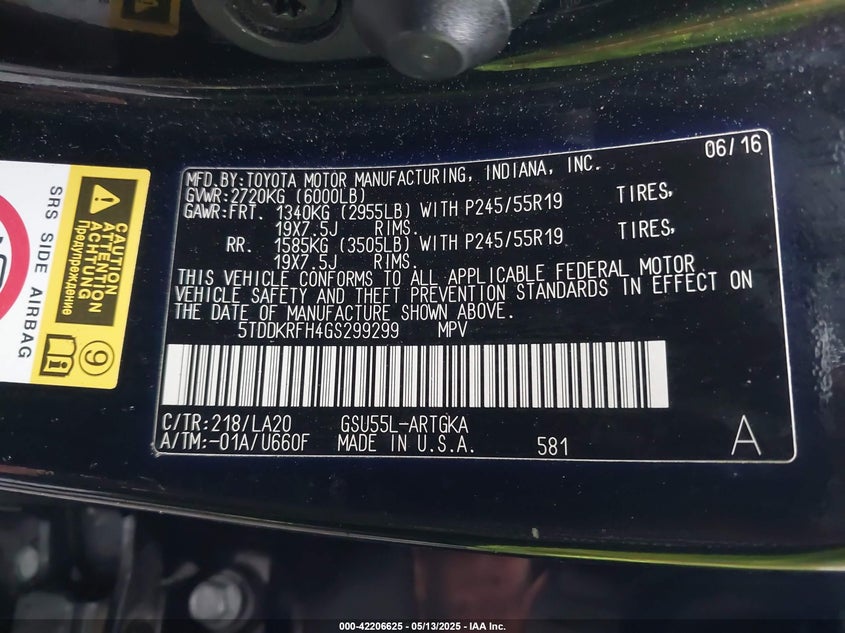 MFD.BY:TOYOTA MOTOR MANUFACTURING, INDIANA, INC. 06/16
GVWR:2720KG (6000LB)
GAWR:FRT. 1340KG (2955LB) WITH P245/55R19 TIRES,
19X7.5J RIMS.
RR. 1585KG (3505LB) WITH P245/55R19 TIRES,
19X7.5J RIMS.
THIS VEHICLE CONFORMS TO ALL APPLICABLE FEDERAL MOTOR
VEHICLE SAFETY AND THEFT PREVENTION STANDARDS IN EFFECT ON
THE DATE OF MANUFACTURE SHOWN ABOVE.
5TDDKRFH4GS299299 MPV
C/TR:218/LA20 GSU55L-ARTGKA
A/TM:-01A/U660F MADE IN U.S.A. 581 A
SRS SIDE AIRBAG
CAUTION
ATTENTION
ACHTUNG
Предупреждение
9
000-42206625 - 05/13/2025 - IAA Inc.